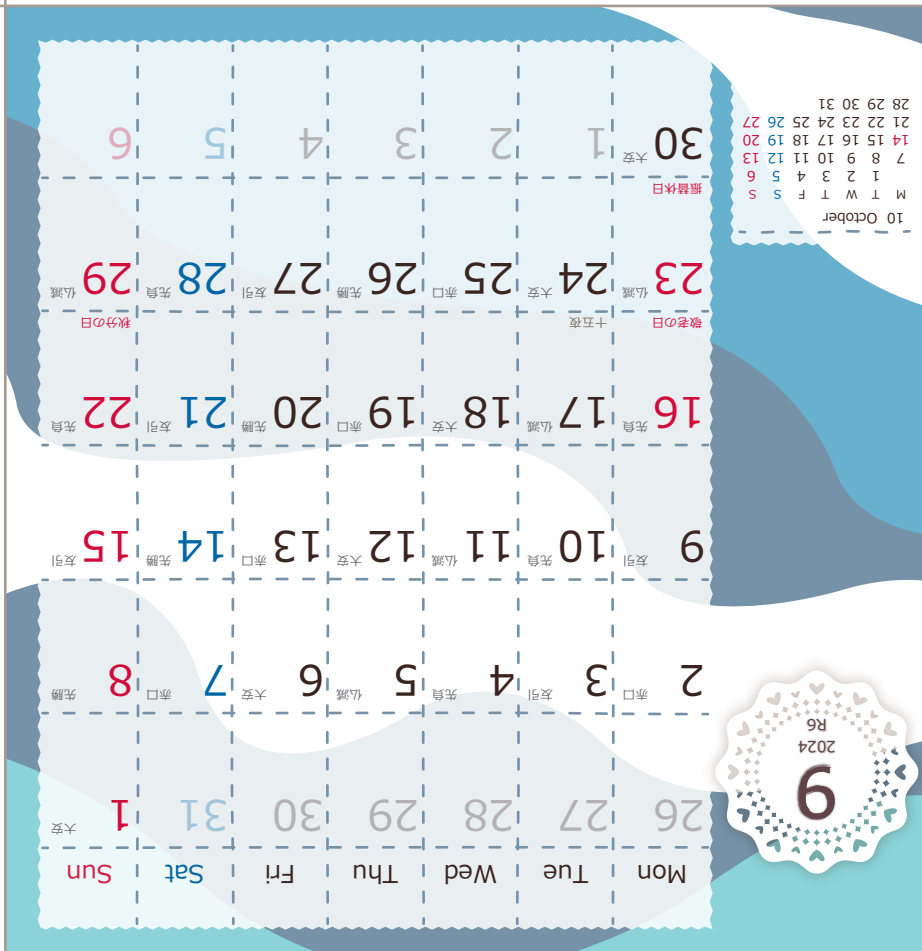 9
2024
R6
Mon Tue Wed Thu Fri Sat Sun
26 27 28 29 30 31 1 大安
2 赤口 3 友引 4 先負 5 仏滅 6 大安 7 赤口 8 先勝
9 友引 10 先負 11 仏滅 12 大安 13 赤口 14 先勝 15 友引
16 先負 17 仏滅 18 大安 19 赤口 20 先勝 21 友引 22 先負
敬老の日 十五夜 秋分の日
23 仏滅 24 大安 25 赤口 26 先勝 27 友引 28 先負 29 仏滅
振替休日
30 大安 1 2 3 4 5 6
10 October
M T W T F S S
1 2 3 4 5 6
7 8 9 10 11 12 13
14 15 16 17 18 19 20
21 22 23 24 25 26 27
28 29 30 31